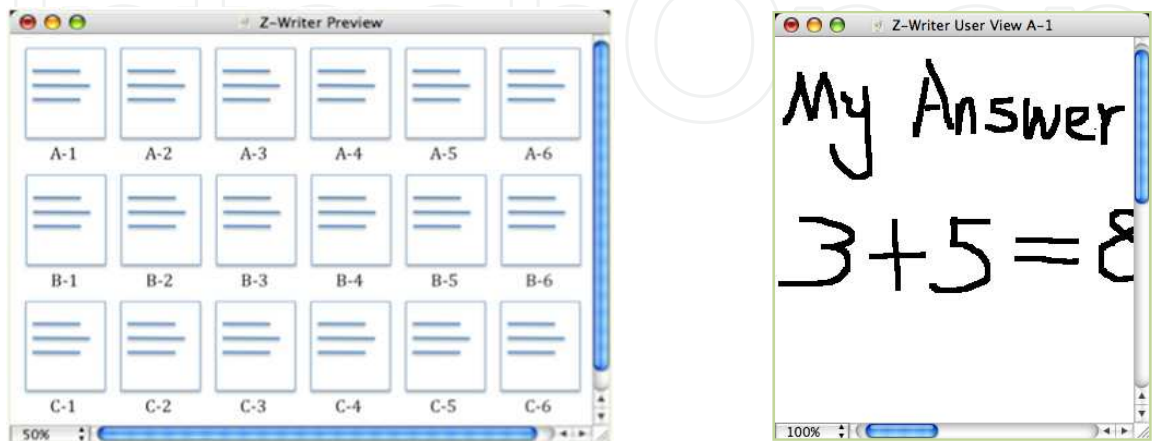 Z-Writer Preview
A-1 A-2 A-3 A-4 A-5 A-6
B-1 B-2 B-3 B-4 B-5 B-6
C-1 C-2 C-3 C-4 C-5 C-6
50%
Z-Writer User View A-1
My Answer
3+5=8
100%